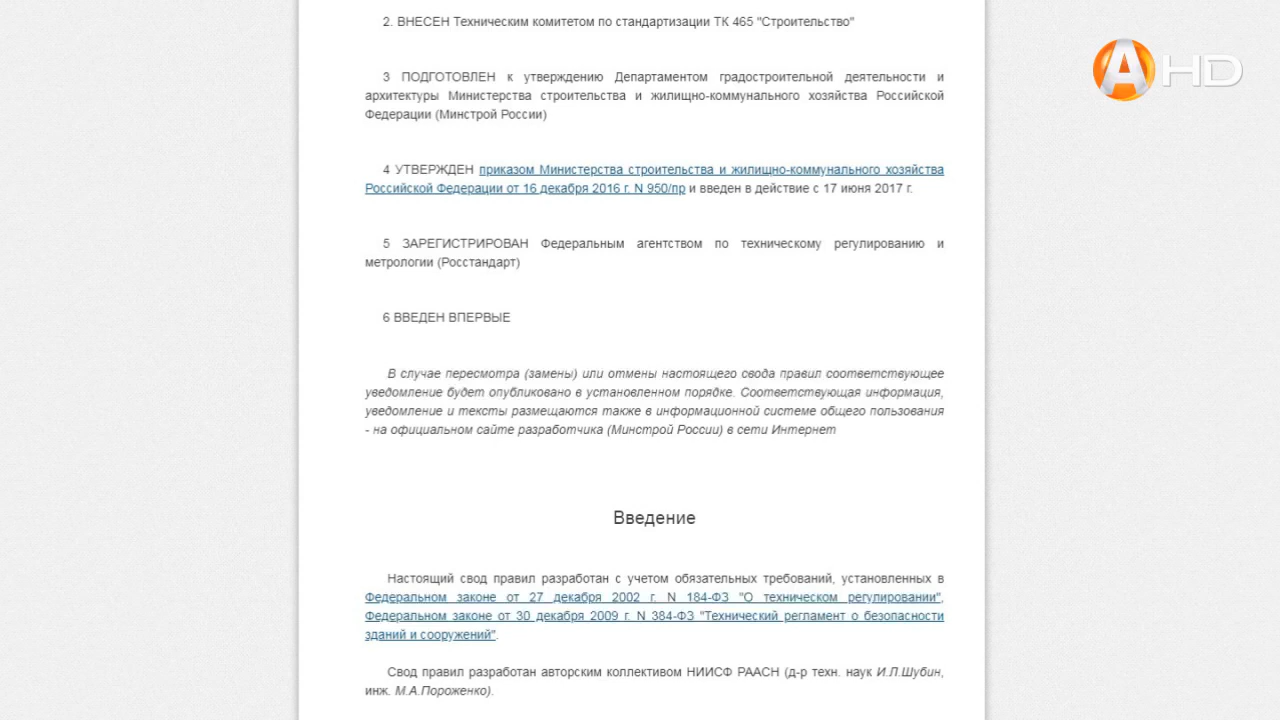 2. ВНЕСЕН Техническим комитетом по стандартизации ТК 465 "Строительство"
A HD
3 ПОДГОТОВЛЕН к утверждению Департаментом градостроительной деятельности и
архитектуры Министерства строительства и жилищно-коммунального хозяйства Российской
Федерации (Минстрой России)
4 УТВЕРЖДЕН приказом Министерства строительства и жилищно-коммунального хозяйства
Российской Федерации от 16 декабря 2016 г. N 950/пр и введен в действие с 17 июня 2017 г.
5 ЗАРЕГИСТРИРОВАН Федеральным агентством по техническому регулированию и
метрологии (Росстандарт)
6 ВВЕДЕН ВПЕРВЫЕ
В случае пересмотра (замены) или отмены настоящего свода правил соответствующее
уведомление будет опубликовано в установленном порядке. Соответствующая информация,
уведомление и тексты размещаются также в информационной системе общего пользования
- на официальном сайте разработчика (Минстрой России) в сети Интернет
Введение
Настоящий свод правил разработан с учетом обязательных требований, установленных в
Федеральном законе от 27 декабря 2002 г. N 184-ФЗ "О техническом регулировании",
Федеральном законе от 30 декабря 2009 г. N 384-ФЗ "Технический регламент о безопасности
зданий и сооружений".
Свод правил разработан авторским коллективом НИИСФ РААСН (д-р техн. наук И.Л.Шубин,
инж. М.А.Пороженко).